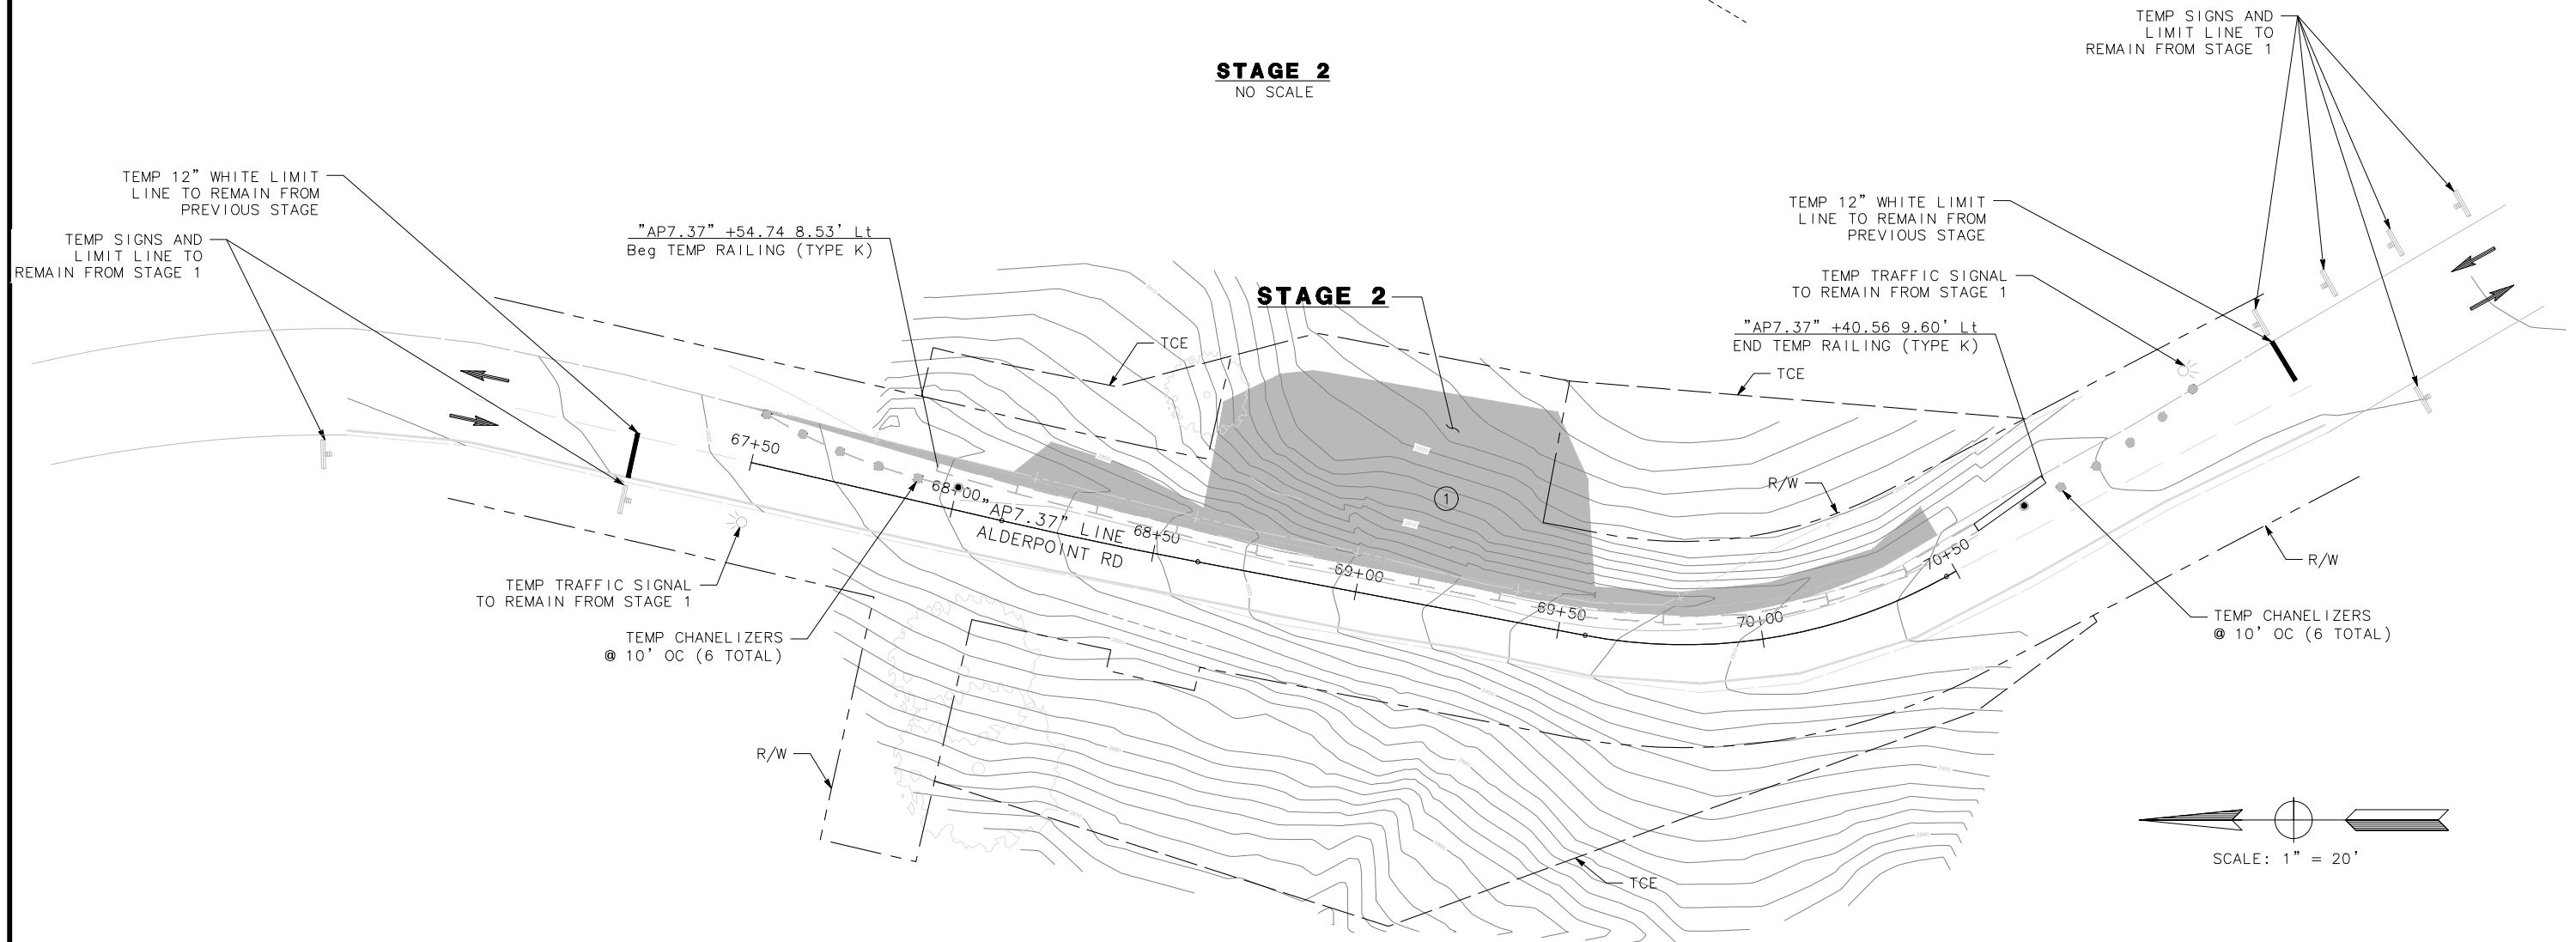 STAGE 2
NO SCALE
TEMP SIGNS AND
LIMIT LINE TO
REMAIN FROM STAGE 1
TEMP 12" WHITE LIMIT
LINE TO REMAIN FROM
PREVIOUS STAGE
TEMP SIGNS AND
LIMIT LINE TO
REMAIN FROM STAGE 1
"AP7.37" +54.74 8.53' Lt
Beg TEMP RAILING (TYPE K)
STAGE 2
TCE
TEMP 12" WHITE LIMIT
LINE TO REMAIN FROM
PREVIOUS STAGE
TEMP TRAFFIC SIGNAL
TO REMAIN FROM STAGE 1
"AP7.37" +40.56 9.60' Lt
END TEMP RAILING (TYPE K)
TCE
67+50
68+00
"AP7.37" LINE
ALDERPOINT RD
68+50
69+00
69+50
70+00
70+50
1
R/W
R/W
TEMP TRAFFIC SIGNAL
TO REMAIN FROM STAGE 1
TEMP CHANELIZERS
@ 10' OC (6 TOTAL)
TEMP CHANELIZERS
@ 10' OC (6 TOTAL)
R/W
TCE
SCALE: 1" = 20'